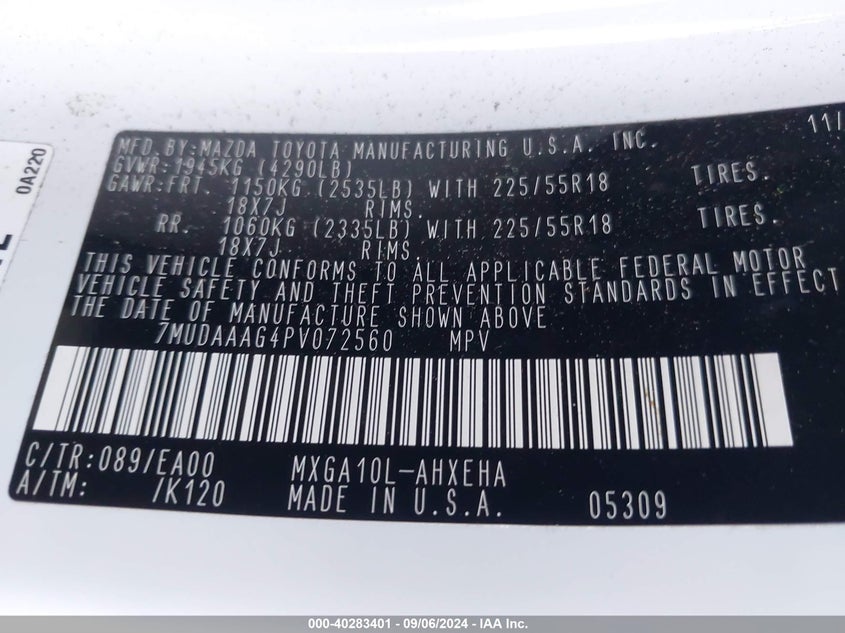 MFD. BY: MAZDA TOYOTA MANUFACTURING U.S.A. INC. 11/
GVWR: 1945KG (4290LB)
GAWR: FRT. 1150KG (2535LB) WITH 225/55R18 TIRES.
18X7J RIMS.
RR. 1060KG (2335LB) WITH 225/55R18 TIRES.
18X7J RIMS.
THIS VEHICLE CONFORMS TO ALL APPLICABLE FEDERAL MOTOR
VEHICLE SAFETY AND THEFT PREVENTION STANDARDS IN EFFECT
THE DATE OF MANUFACTURE SHOWN ABOVE
7MUDAAAG4PV072560 MPV
C/TR: 089/EA00 MXGA10L-AHXEHA
A/TM: /K120 MADE IN U.S.A. 05309
0A220
000-40283401 - 09/06/2024 - IAA Inc.